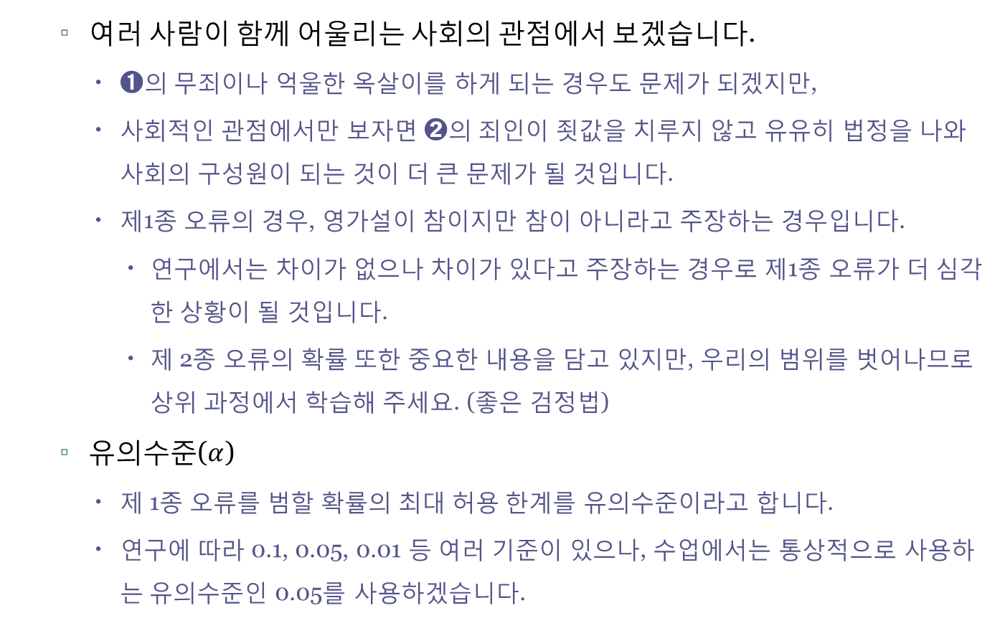 ▫ 여러 사람이 함께 어울리는 사회의 관점에서 보겠습니다.
• ❶의 무죄이나 억울한 옥살이를 하게 되는 경우도 문제가 되겠지만,
• 사회적인 관점에서만 보자면 ❷의 죄인이 죗값을 치루지 않고 유유히 법정을 나와
사회의 구성원이 되는 것이 더 큰 문제가 될 것입니다.
• 제1종 오류의 경우, 영가설이 참이지만 참이 아니라고 주장하는 경우입니다.
• 연구에서는 차이가 없으나 차이가 있다고 주장하는 경우로 제1종 오류가 더 심각
한 상황이 될 것입니다.
• 제 2종 오류의 확률 또한 중요한 내용을 담고 있지만, 우리의 범위를 벗어나므로
상위 과정에서 학습해 주세요. (좋은 검정법)
▫ 유의수준(α)
• 제 1종 오류를 범할 확률의 최대 허용 한계를 유의수준이라고 합니다.
• 연구에 따라 0.1, 0.05, 0.01 등 여러 기준이 있으나, 수업에서는 통상적으로 사용하
는 유의수준인 0.05를 사용하겠습니다.